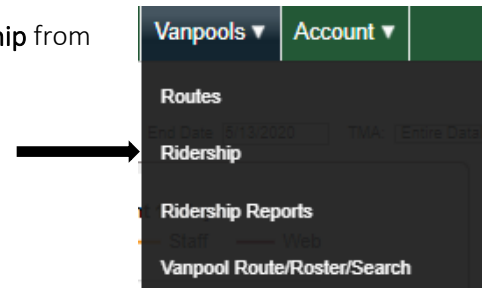 hip from
Vanpools ▼ Account ▼
Routes
End Date 5/13/2020 TMA: Entire Data
Ridership
Ridership Reports
Staff Web
Vanpool Route/Roster/Search